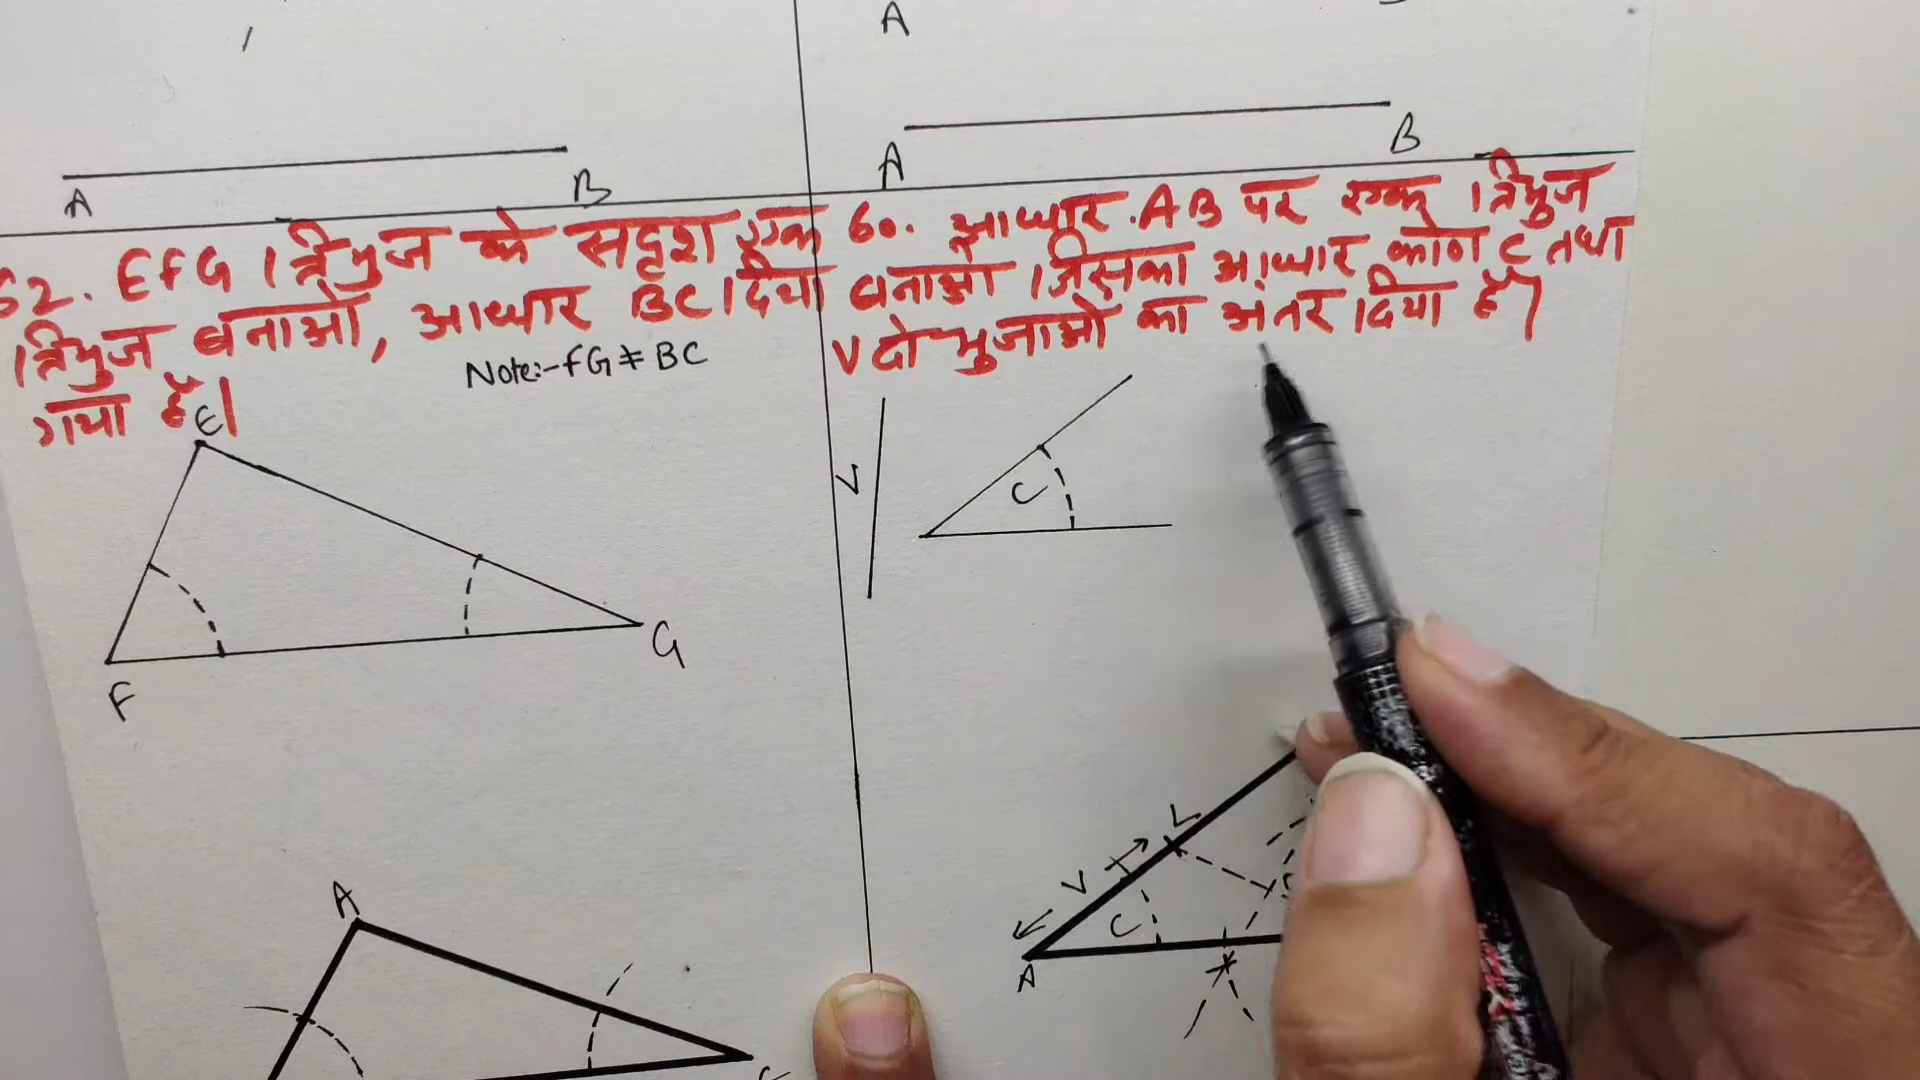 A
A B
A B
62. EFG त्रिभुज के सदृश एक
त्रिभुज बनाओ, आधार BC दिया
गया है।
Note:- FG ≠ BC
E
F
G
A
60. आधार AB पर एक त्रिभुज
बनाओ जिसका आधार कोण C तथा
V दो भुजाओं का अंतर दिया है।
V
C
L
V
C
A